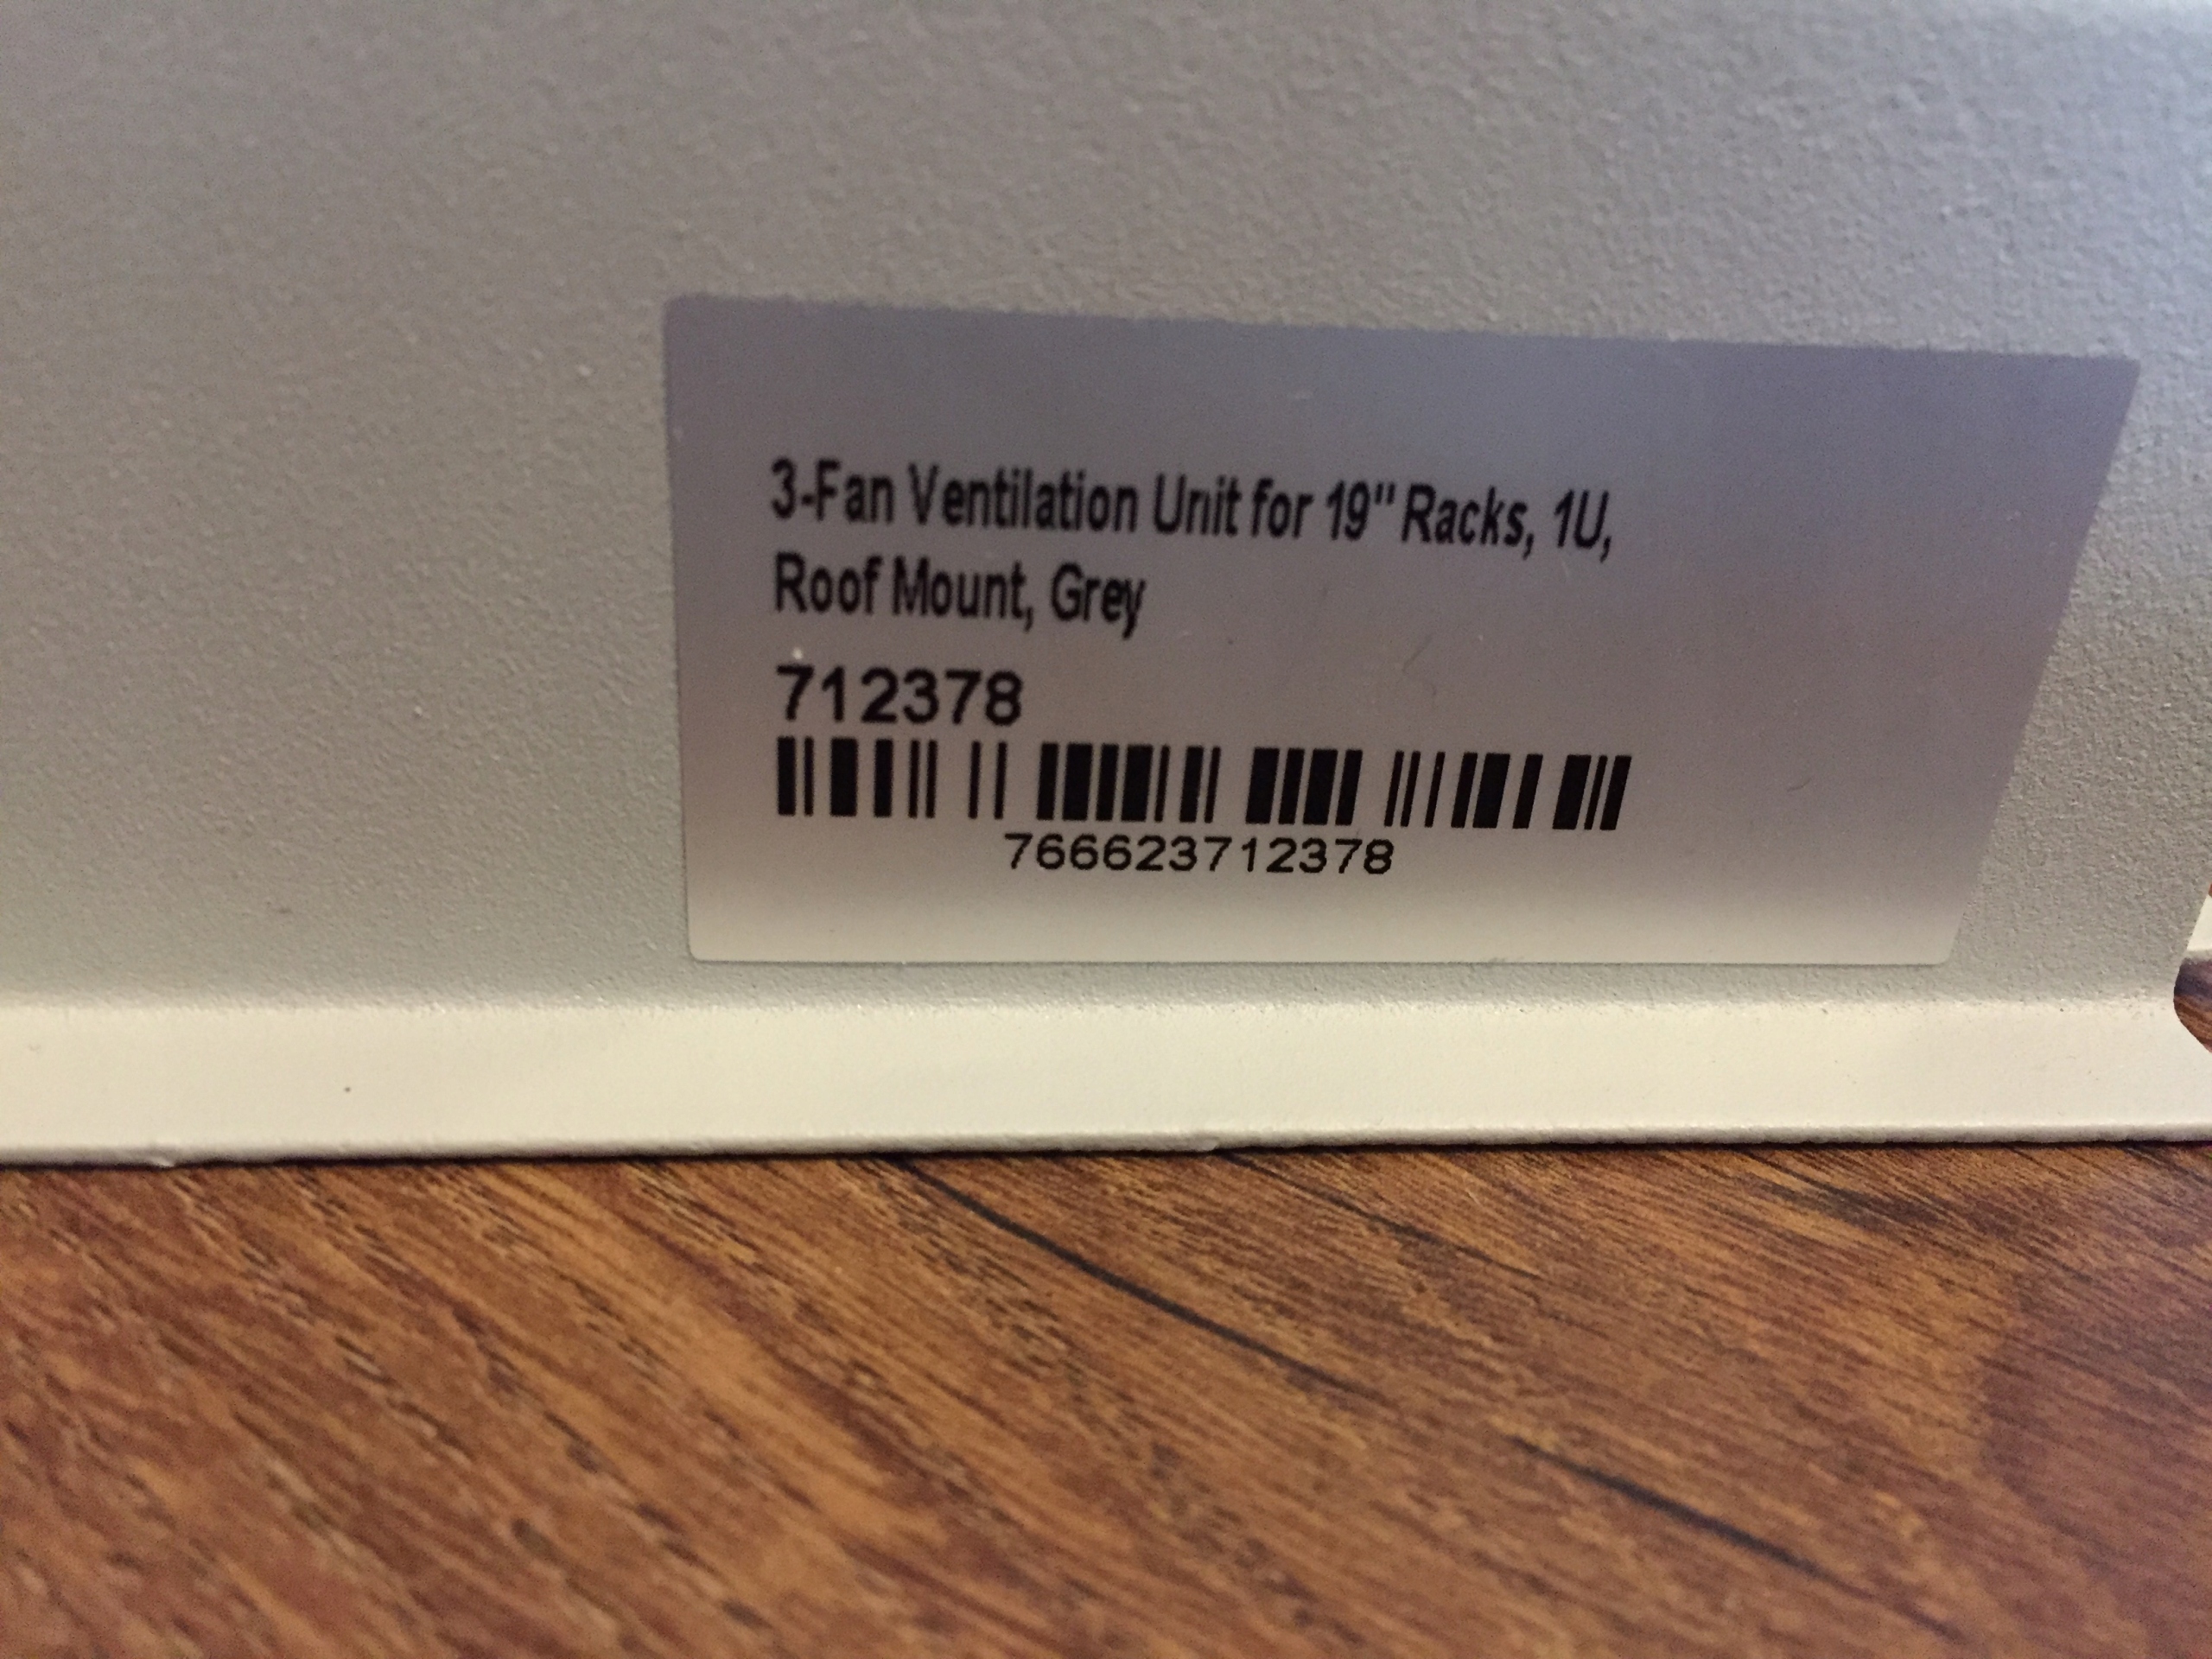 3-Fan Ventilation Unit for 19" Racks, 1U,
Roof Mount, Grey
712378
766623712378